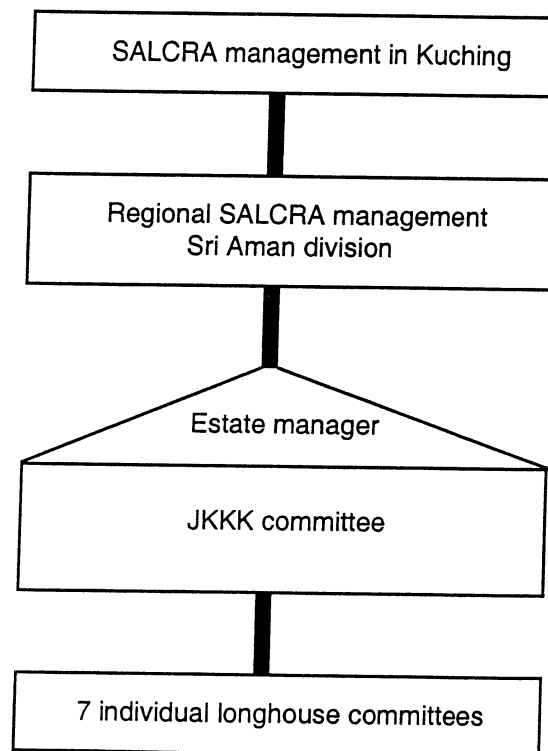 SALCRA management in Kuching
Regional SALCRA management
Sri Aman division
Estate manager
JKKK committee
7 individual longhouse committees